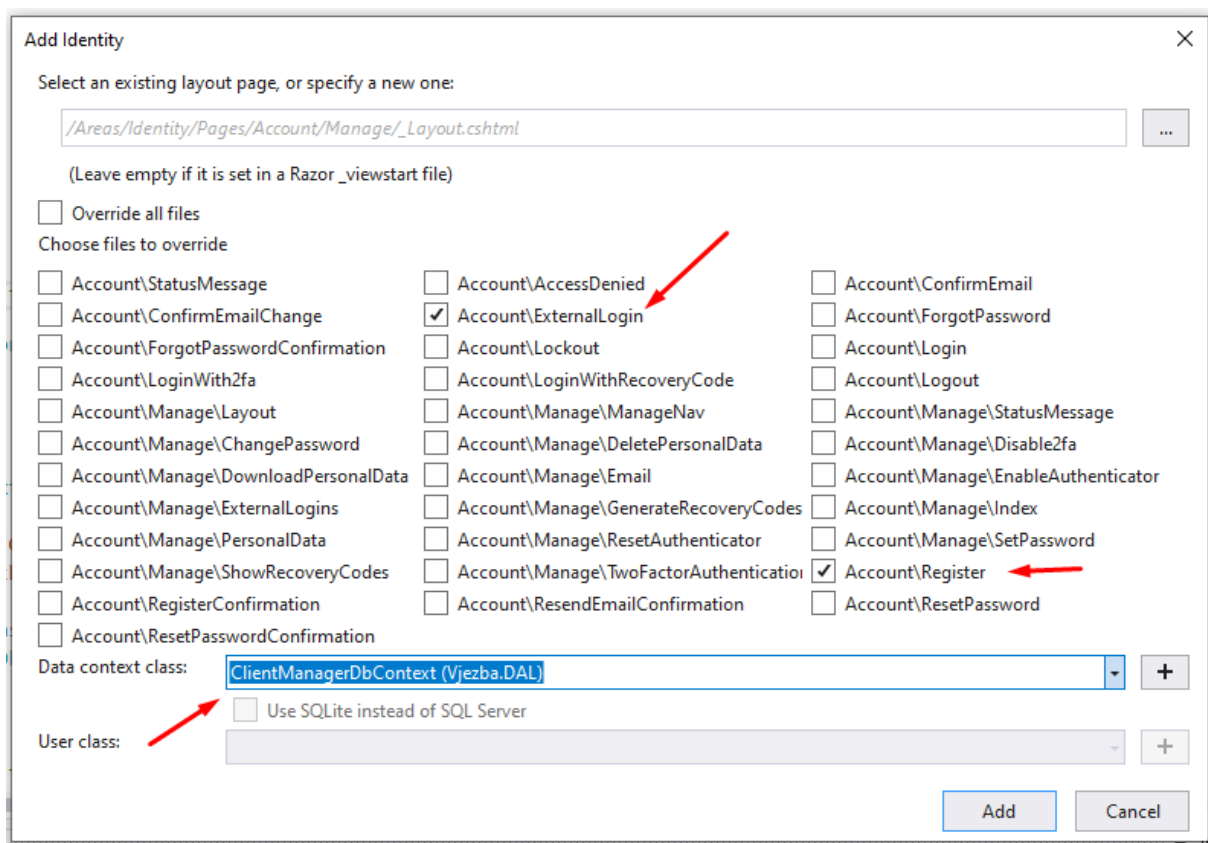 Add Identity
Select an existing layout page, or specify a new one:
/Areas/Identity/Pages/Account/Manage/_Layout.cshtml
...
(Leave empty if it is set in a Razor _viewstart file)
Override all files
Choose files to override
Account\StatusMessage Account\AccessDenied Account\ConfirmEmail
Account\ConfirmEmailChange Account\ExternalLogin Account\ForgotPassword
Account\ForgotPasswordConfirmation Account\Lockout Account\Login
Account\LoginWith2fa Account\LoginWithRecoveryCode Account\Logout
Account\Manage\Layout Account\Manage\ManageNav Account\Manage\StatusMessage
Account\Manage\ChangePassword Account\Manage\DeletePersonalData Account\Manage\Disable2fa
Account\Manage\DownloadPersonalData Account\Manage\Email Account\Manage\EnableAuthenticator
Account\Manage\ExternalLogins Account\Manage\GenerateRecoveryCodes Account\Manage\Index
Account\Manage\PersonalData Account\Manage\ResetAuthenticator Account\Manage\SetPassword
Account\Manage\ShowRecoveryCodes Account\Manage\TwoFactorAuthentication Account\Register
Account\RegisterConfirmation Account\ResendEmailConfirmation Account\ResetPassword
Account\ResetPasswordConfirmation
Data context class: ClientManagerDbContext (Vjezba.DAL)
Use SQLite instead of SQL Server
User class:
Add Cancel